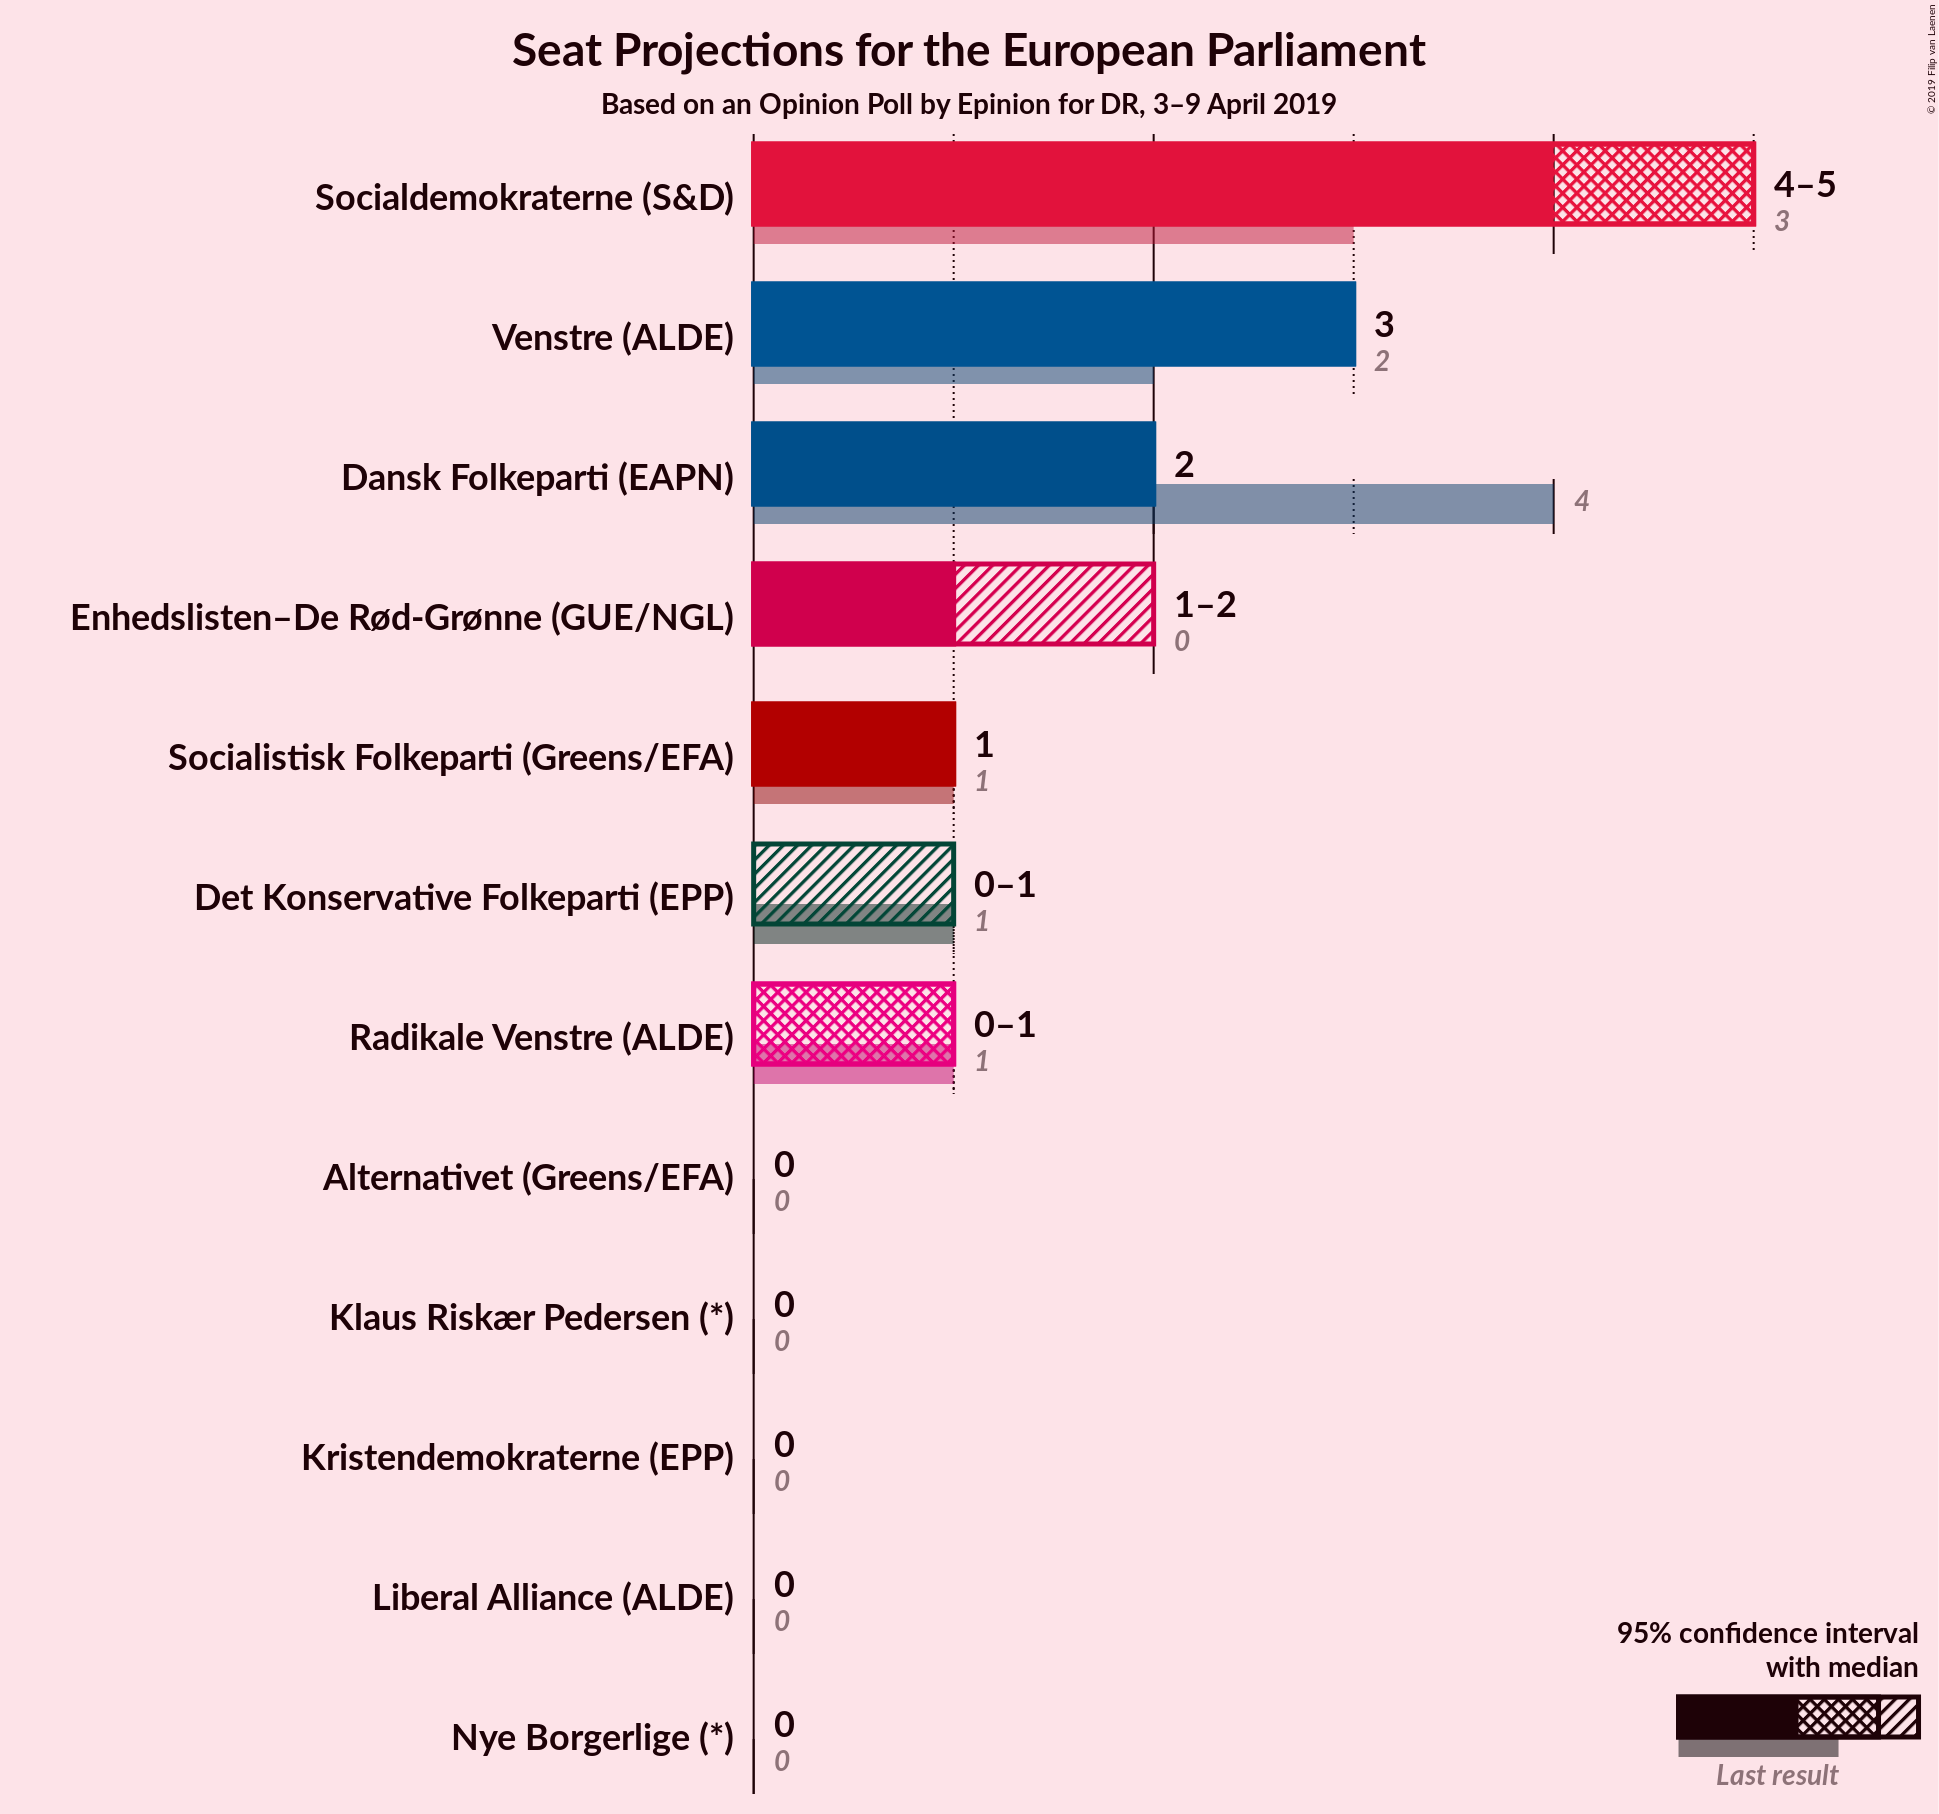 Seat Projections for the European Parliament
Based on an Opinion Poll by Epinion for DR, 3–9 April 2019
© 2019 Filip van Laenen
Socialdemokraterne (S&D)
4–5
3
Venstre (ALDE)
3
2
Dansk Folkeparti (EAPN)
2
4
Enhedslisten–De Rød-Grønne (GUE/NGL)
1–2
0
Socialistisk Folkeparti (Greens/EFA)
1
1
Det Konservative Folkeparti (EPP)
0–1
1
Radikale Venstre (ALDE)
0–1
1
Alternativet (Greens/EFA)
0
0
Klaus Riskær Pedersen (*)
0
0
Kristendemokraterne (EPP)
0
0
Liberal Alliance (ALDE)
0
0
Nye Borgerlige (*)
0
0
95% confidence interval
with median
Last result